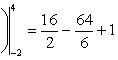 )|₋₂⁴ = 16/2 − 64/6 + 1